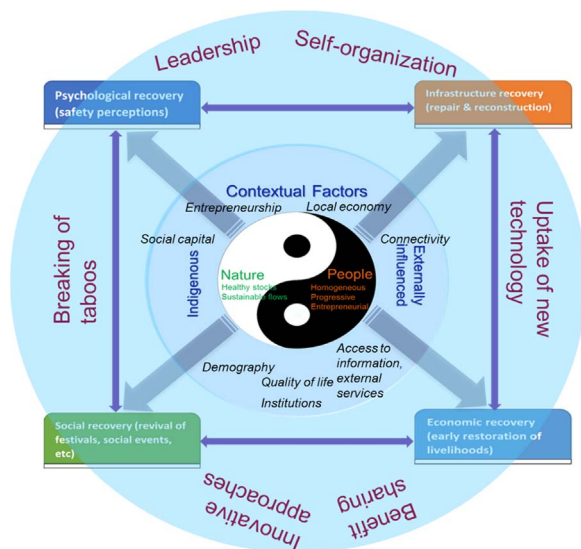 Leadership
Self-organization
Psychological recovery
(safety perceptions)
Infrastructure recovery
(repair & reconstruction)
Contextual Factors
Entrepreneurship
Local economy
Social capital
Connectivity
Breaking of
taboos
Indigenous
Nature
Healthy stocks
Sustainable flows
People
Homogeneous
Progressive
Entrepreneurial
Externally
Influenced
Uptake of new
technology
Demography
Quality of life
Institutions
Access to
information,
external
services
Social recovery (revival of
festivals, social events,
etc)
Economic recovery
(early restoration of
livelihoods)
Innovative
approaches
Benefit
sharing